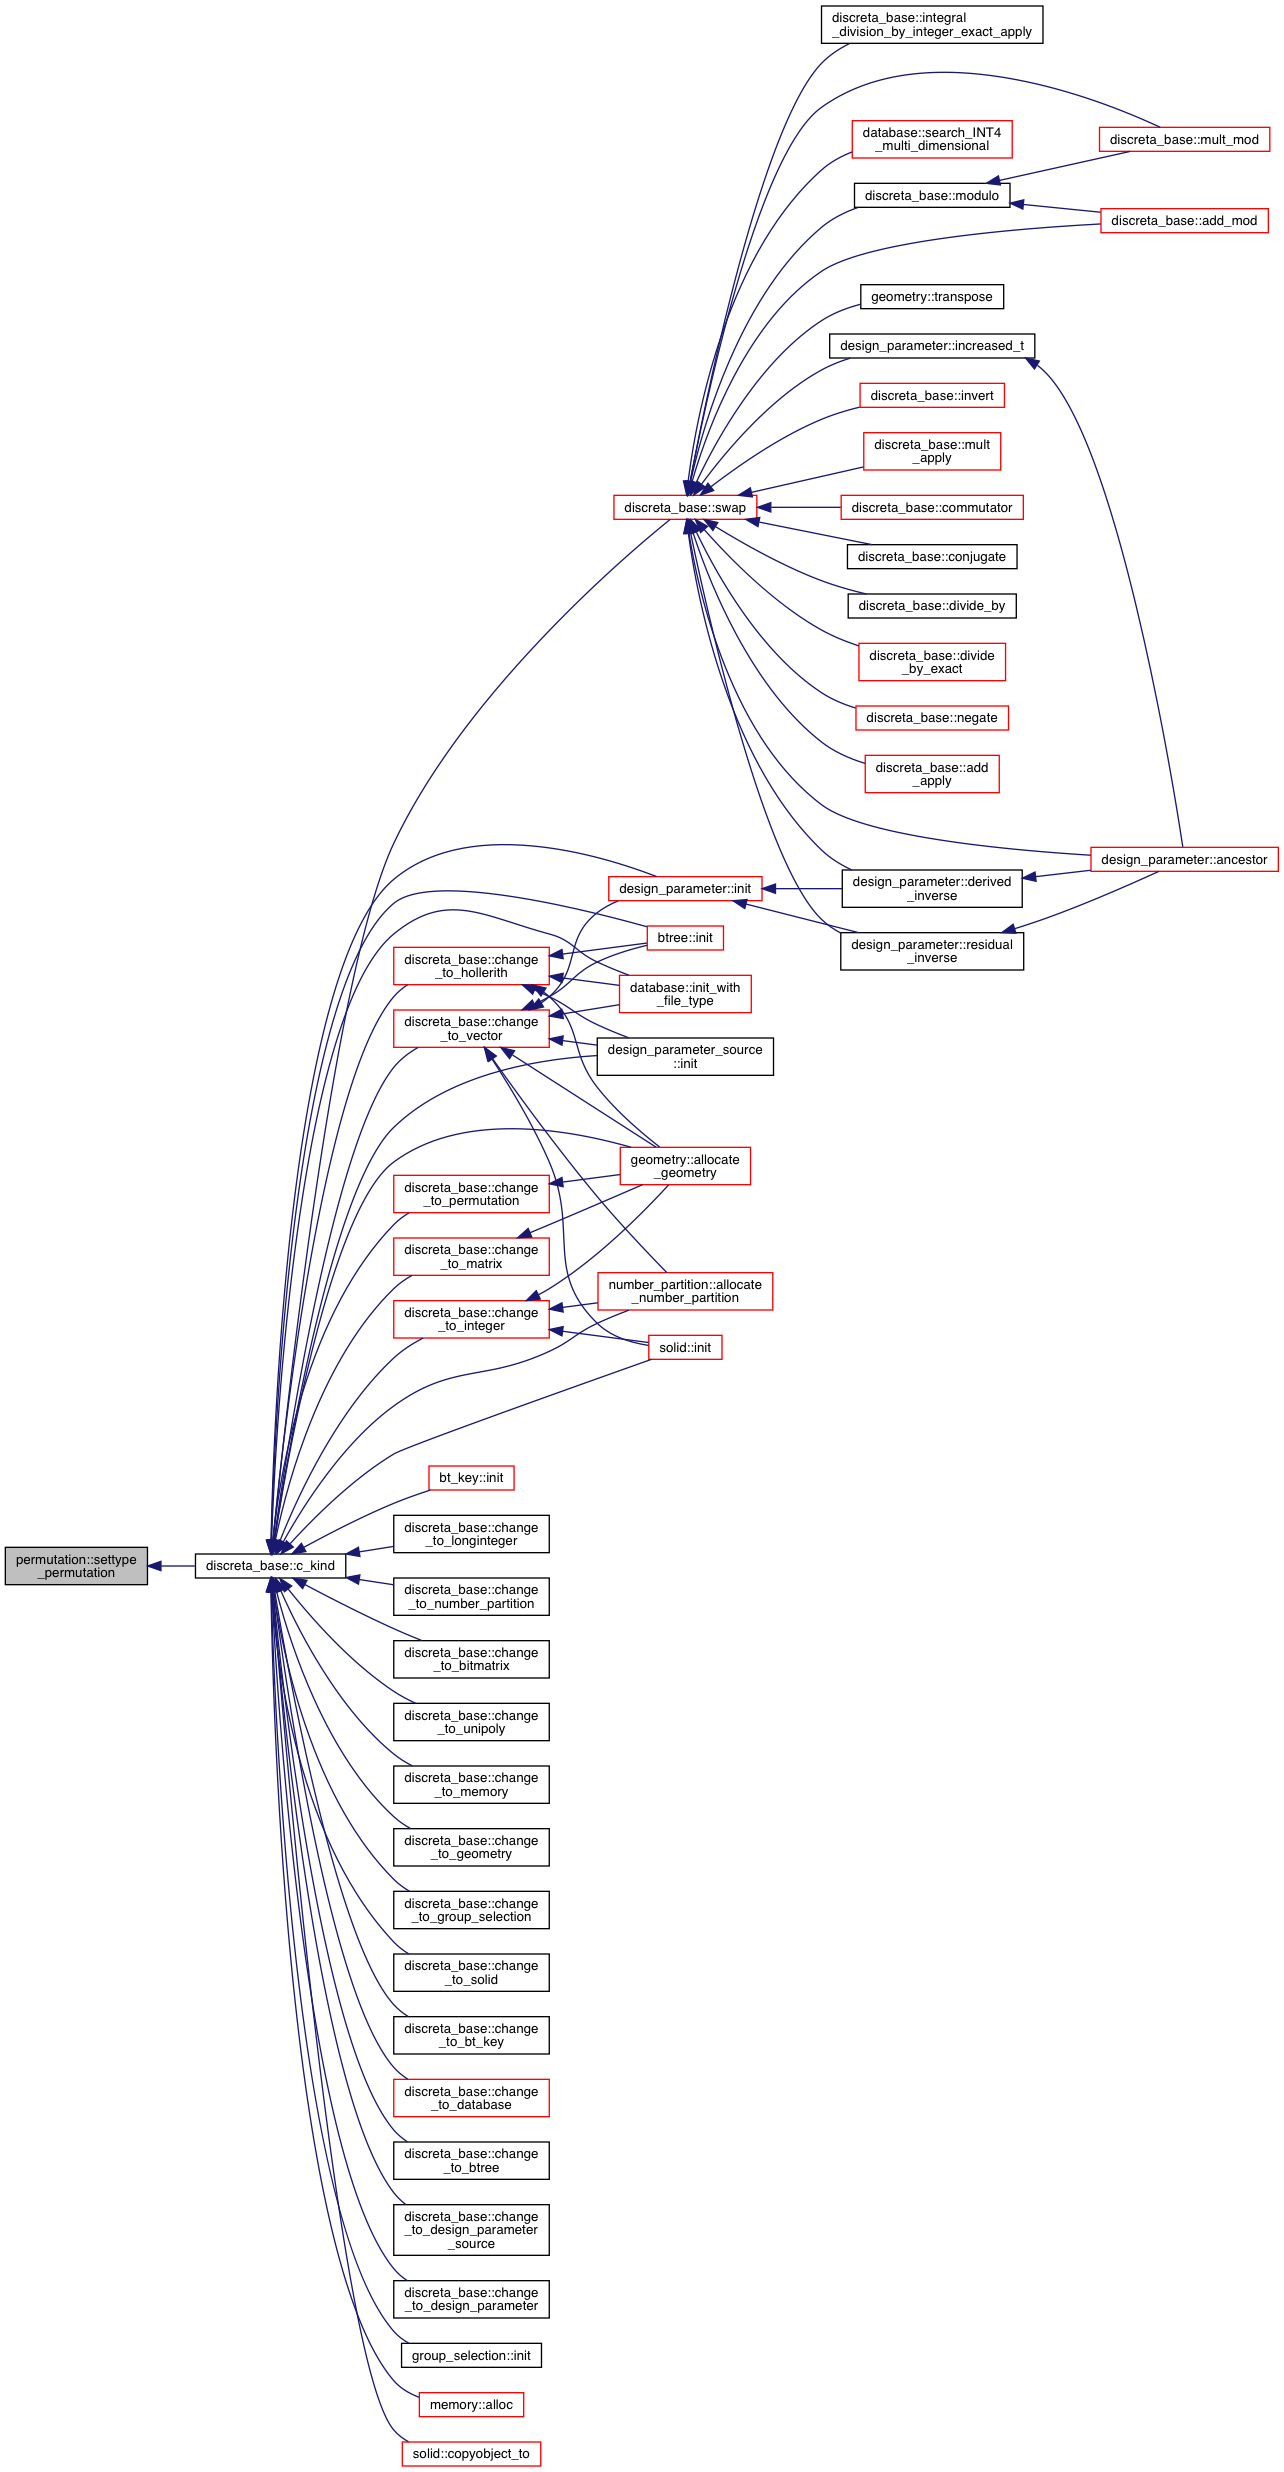 discreta_base::integral
_division_by_integer_exact_apply
discreta_base::mult_mod
database::search_INT4
_multi_dimensional
discreta_base::modulo
discreta_base::add_mod
geometry::transpose
design_parameter::increased_t
discreta_base::invert
discreta_base::mult
_apply
discreta_base::swap
discreta_base::commutator
discreta_base::conjugate
discreta_base::divide_by
discreta_base::divide
_by_exact
discreta_base::negate
discreta_base::add
_apply
design_parameter::ancestor
design_parameter::init
design_parameter::derived
_inverse
btree::init
design_parameter::residual
_inverse
discreta_base::change
_to_hollerith
database::init_with
_file_type
discreta_base::change
_to_vector
design_parameter_source
::init
geometry::allocate
_geometry
discreta_base::change
_to_permutation
discreta_base::change
_to_matrix
number_partition::allocate
_number_partition
discreta_base::change
_to_integer
solid::init
bt_key::init
discreta_base::change
_to_longinteger
permutation::settype
_permutation
discreta_base::c_kind
discreta_base::change
_to_number_partition
discreta_base::change
_to_bitmatrix
discreta_base::change
_to_unipoly
discreta_base::change
_to_memory
discreta_base::change
_to_geometry
discreta_base::change
_to_group_selection
discreta_base::change
_to_solid
discreta_base::change
_to_bt_key
discreta_base::change
_to_database
discreta_base::change
_to_btree
discreta_base::change
_to_design_parameter
_source
discreta_base::change
_to_design_parameter
group_selection::init
memory::alloc
solid::copyobject_to